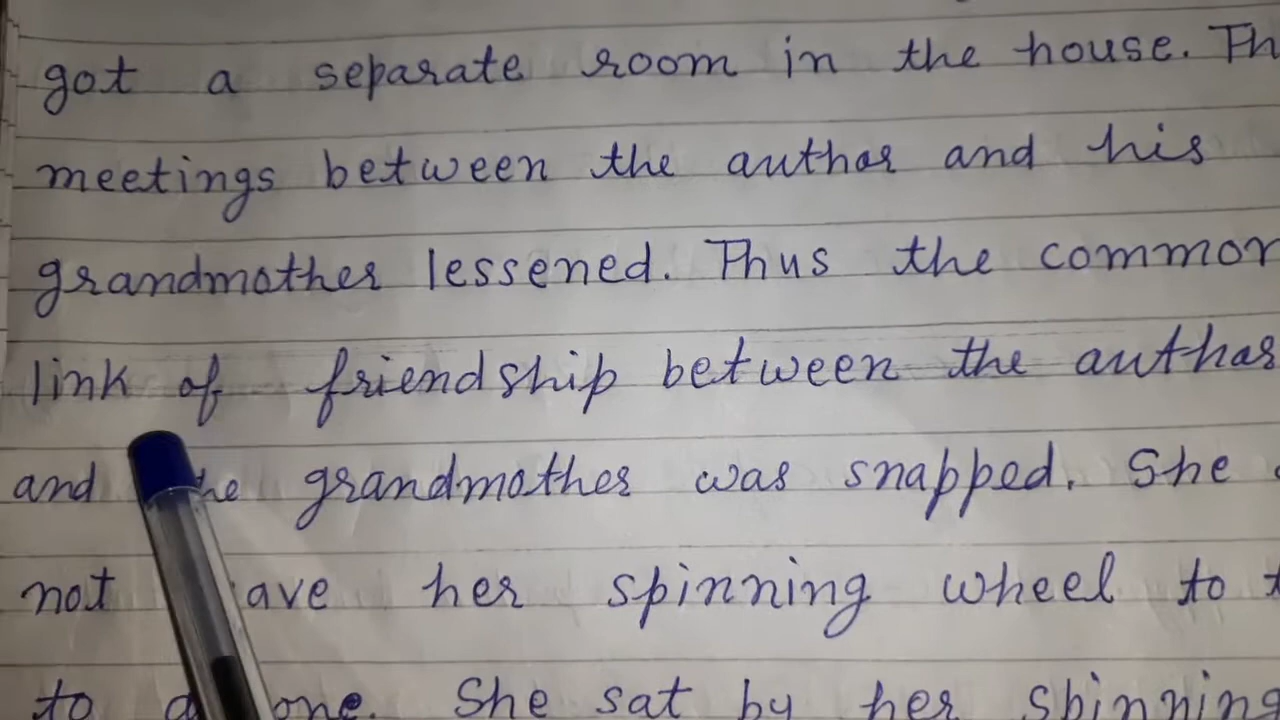 got a separate room in the house. Th
meetings between the author and his
grandmother lessened. Thus the common
link of friendship between the author
and the grandmother was snapped. She
not ave her spinning wheel to t
to one. She sat by her spinning